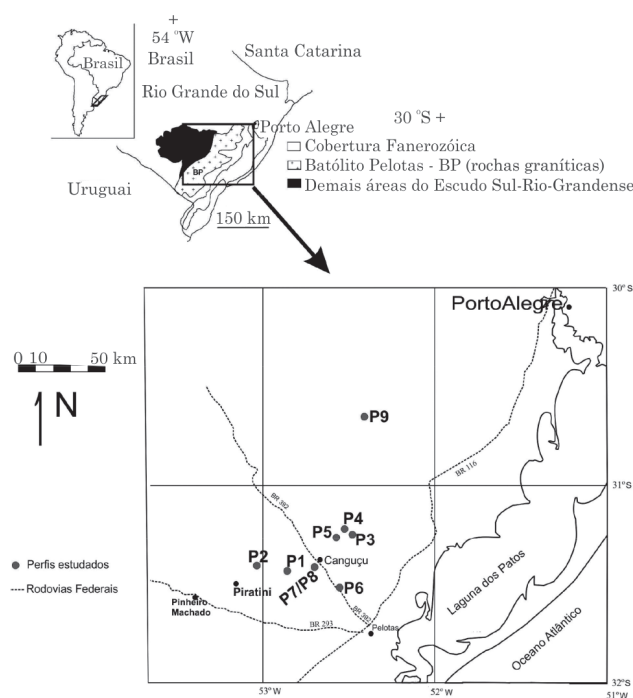 +
54 °W
Brasil
Brasil
Santa Catarina
Rio Grande do Sul
30 °S +
Porto Alegre
Cobertura Fanerozóica
Batólito Pelotas - BP (rochas graníticas)
Demais áreas do Escudo Sul-Rio-Grandense
BP
Uruguai
150 km
30°S
PortoAlegre
0 10 50 km
N
P9
BR 116
31°S
BR 392
P4
P5
P3
P2
P1
Canguçu
P7/P8
P6
Perfis estudados
Rodovias Federais
Piratini
Pinheiro
Machado
BR 293
BR 392
Pelotas
Laguna dos Patos
Oceano Atlântico
53°W
52°W
51°W
32°S